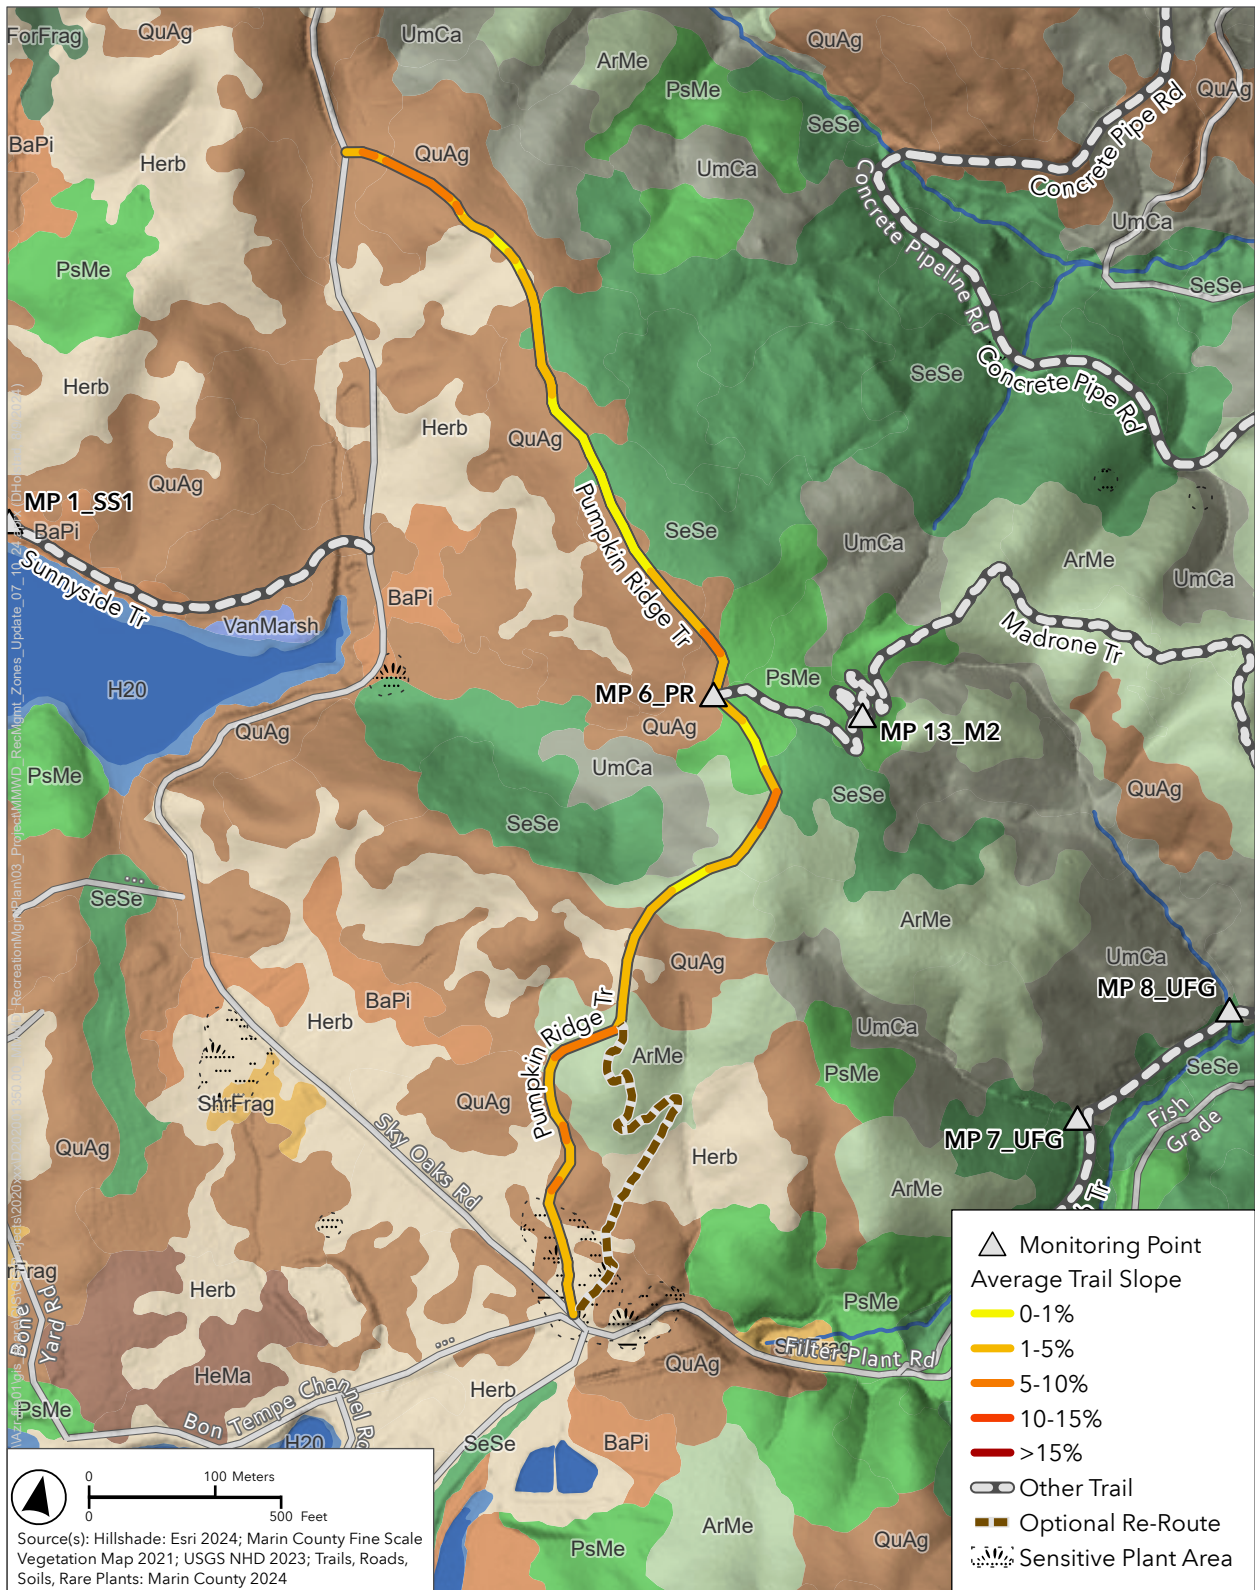 ForFrag
QuAg
UmCa
ArMe
QuAg
PsMe
QuAg
SeSe
Concrete Pipe Rd
BaPi
Herb
QuAg
UmCa
Concrete Pipeline Rd
UmCa
PsMe
SeSe
Herb
SeSe
Concrete Pipe Rd
Herb
QuAg
QuAg
MP 1_SS1
BaPi
Pumpkin Ridge Tr
SeSe
UmCa
ArMe
UmCa
Sunnyside Tr
BaPi
VanMarsh
Madrone Tr
H20
MP 6_PR
PsMe
QuAg
QuAg
MP 13_M2
PsMe
UmCa
SeSe
QuAg
SeSe
SeSe
ArMe
QuAg
UmCa
MP 8_UFG
BaPi
Herb
Pumpkin Ridge Tr
UmCa
ArMe
PsMe
SeSe
ShrFrag
QuAg
Fish Grade
QuAg
MP 7_UFG
Herb
Sky Oaks Rd
ArMe
Tr
rFrag
Herb
PsMe
Bone Yard Rd
Filter Plant Rd
QuAg
HeMa
Herb
PsMe
Bon Tempe Channel Ro
H20
SeSe
BaPi
ArMe
QuAg
PsMe
Monitoring Point
Average Trail Slope
0-1%
1-5%
5-10%
10-15%
>15%
Other Trail
Optional Re-Route
Sensitive Plant Area
0 100 Meters
0 500 Feet
Source(s): Hillshade: Esri 2024; Marin County Fine Scale
Vegetation Map 2021; USGS NHD 2023; Trails, Roads,
Soils, Rare Plants: Marin County 2024